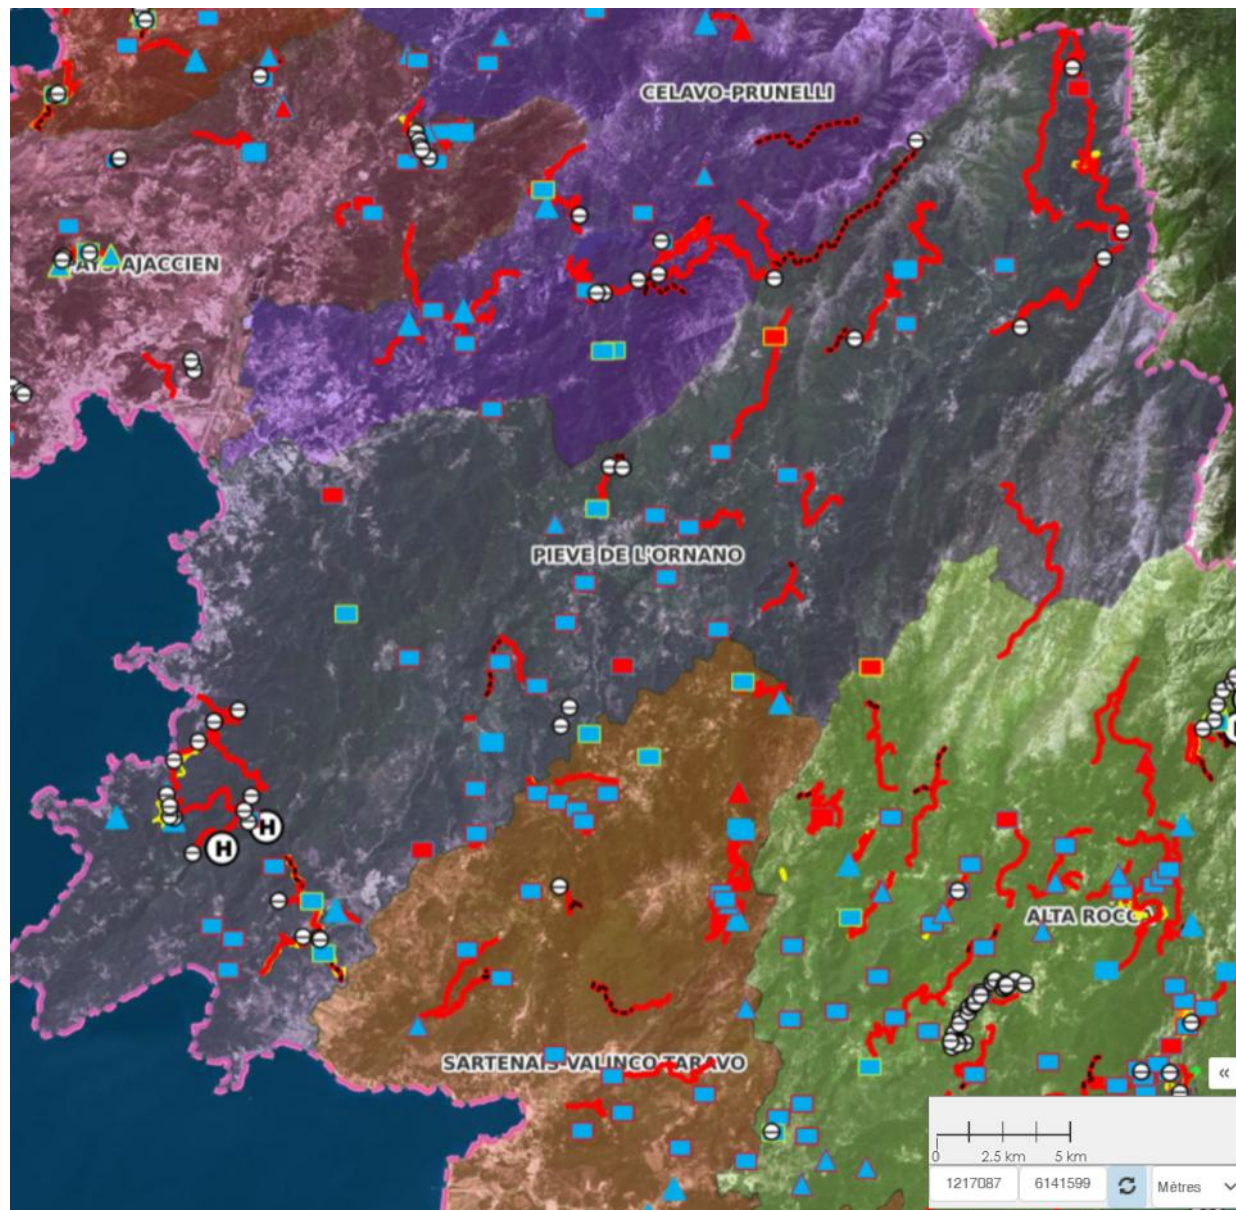 CELAVO-PRUNELLI
AJACCIEN
PIEVE DE L'ORNANO
H
H
ALTA ROCC
SARTENAIS-VALINCO-TARAVO
«
0 2.5 km 5 km
1217087 6141599 Mètres